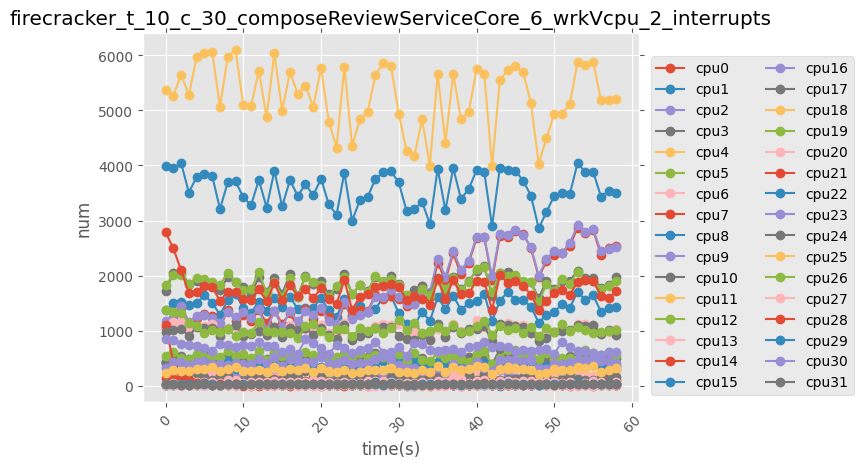 firecracker_t_10_c_30_composeReviewServiceCore_6_wrkVcpu_2_interrupts
6000
5000
4000
3000
2000
1000
0
num
0
10
20
30
40
50
60
time(s)
cpu0
cpu1
cpu2
cpu3
cpu4
cpu5
cpu6
cpu7
cpu8
cpu9
cpu10
cpu11
cpu12
cpu13
cpu14
cpu15
cpu16
cpu17
cpu18
cpu19
cpu20
cpu21
cpu22
cpu23
cpu24
cpu25
cpu26
cpu27
cpu28
cpu29
cpu30
cpu31